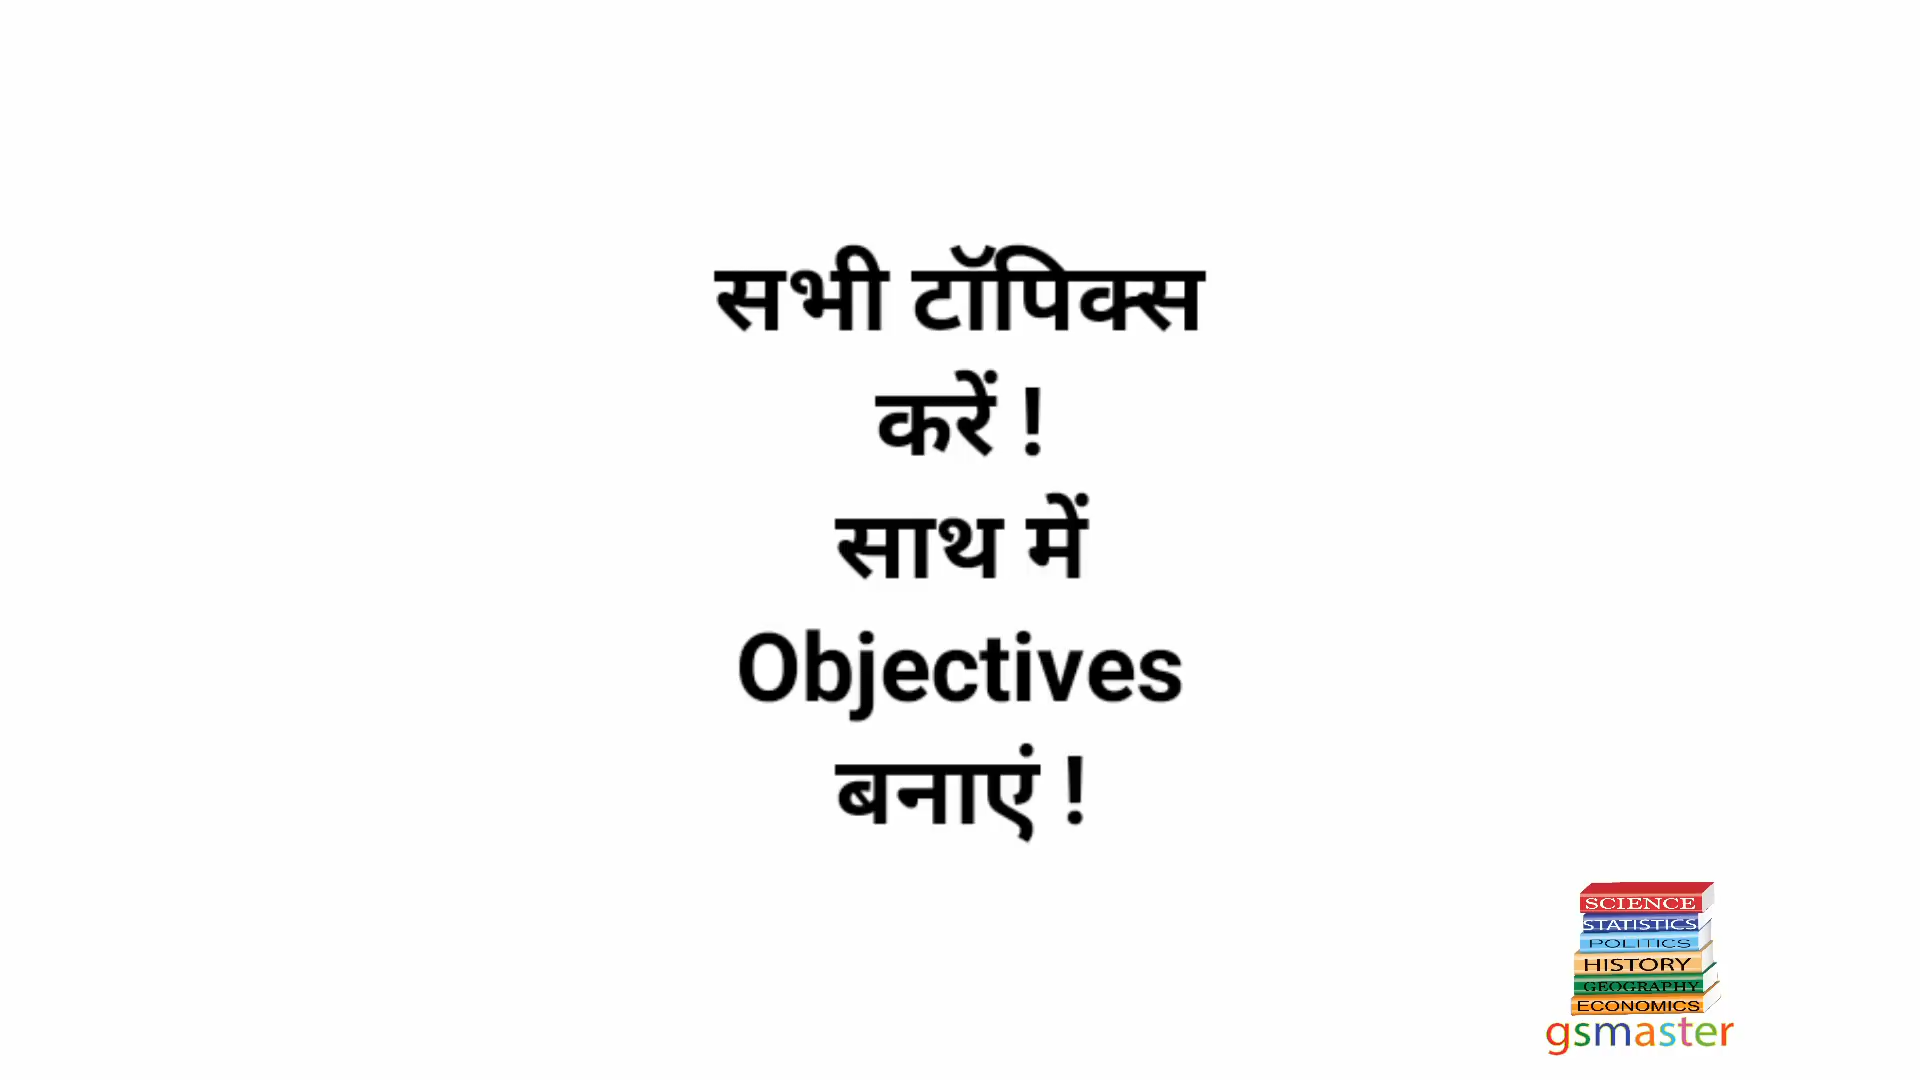 सभी टॉपिक्स
करें !
साथ में
Objectives
बनाएं !
SCIENCE
STATISTICS
POLITICS
HISTORY
GEOGRAPHY
ECONOMICS
gsmaster